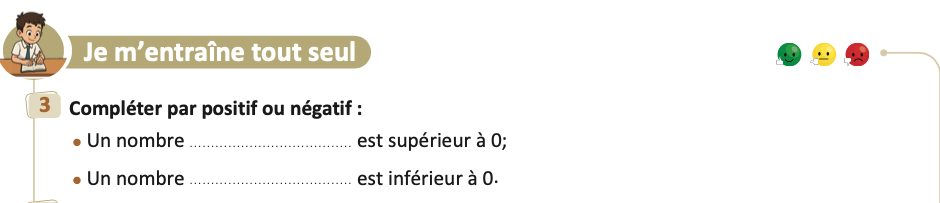 Je m'entraîne tout seul
3 Compléter par positif ou négatif :
• Un nombre ...................................... est supérieur à 0;
• Un nombre ...................................... est inférieur à 0.